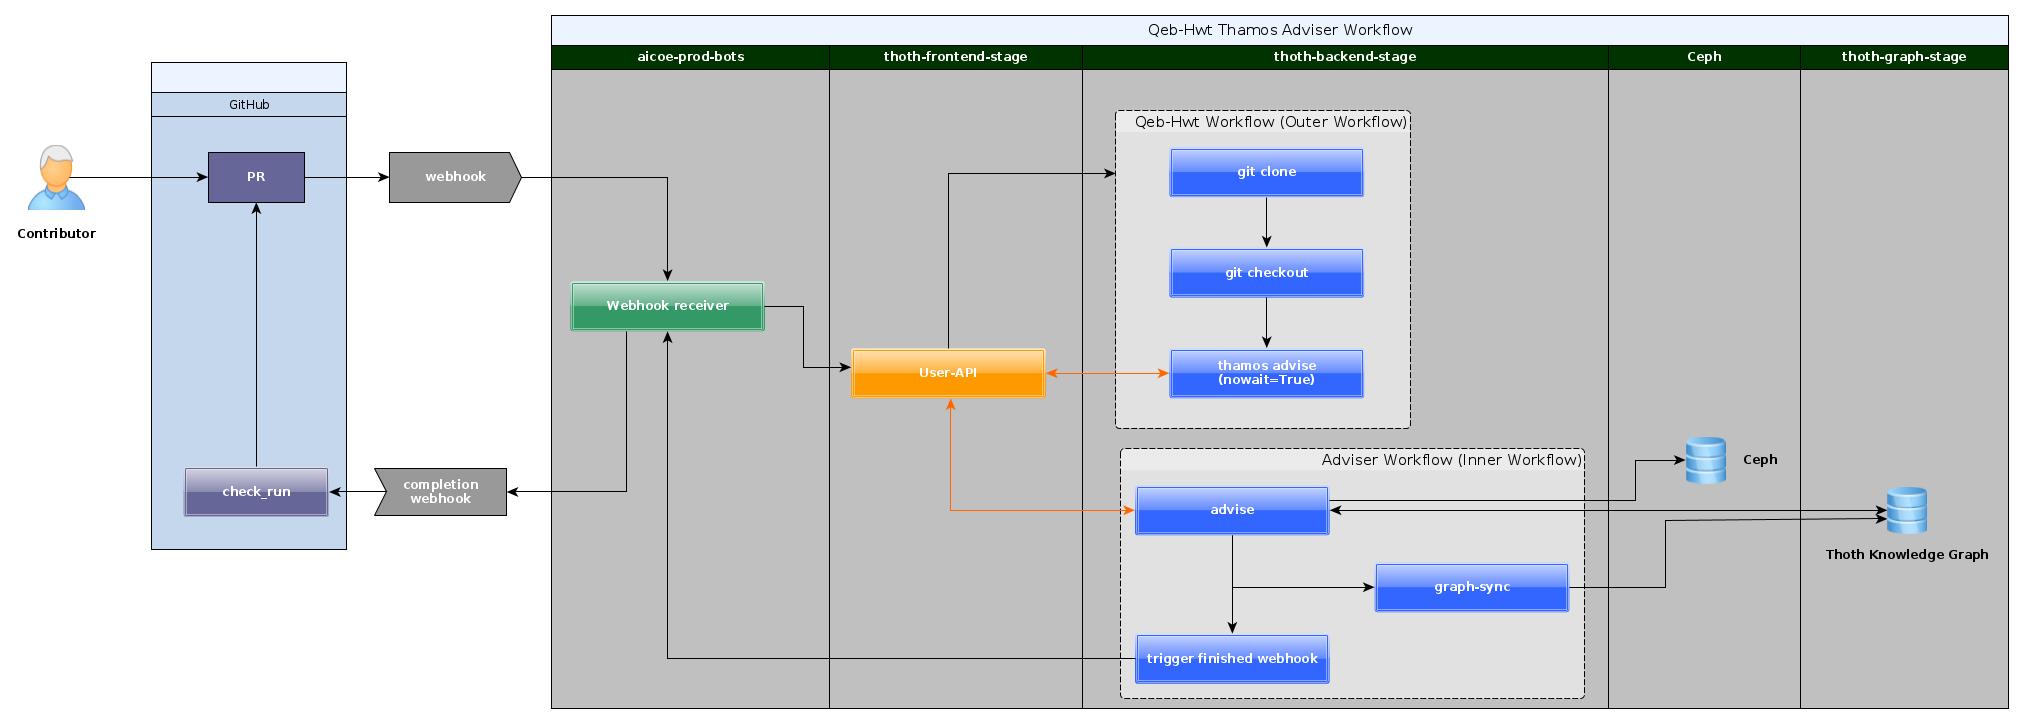 Qeb-Hwt Thamos Adviser Workflow
aicoe-prod-bots
thoth-frontend-stage
thoth-backend-stage
Ceph
thoth-graph-stage
GitHub
Contributor
PR
webhook
Webhook receiver
User-API
Qeb-Hwt Workflow (Outer Workflow)
git clone
git checkout
thamos advise
(nowait=True)
check_run
completion
webhook
Adviser Workflow (Inner Workflow)
advise
graph-sync
trigger finished webhook
Ceph
Thoth Knowledge Graph